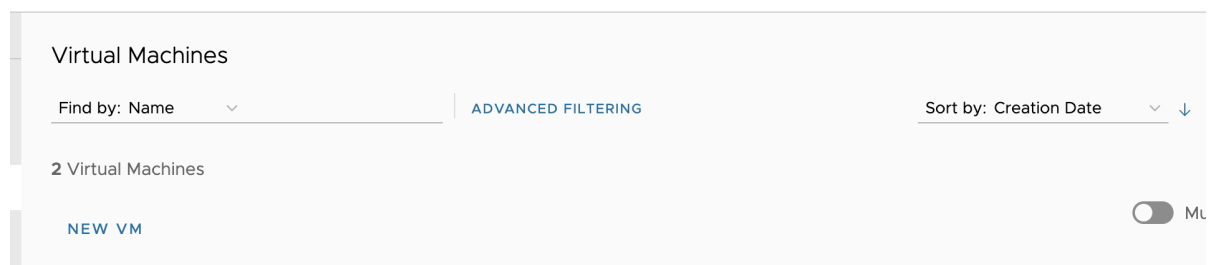 Virtual Machines
Find by: Name ADVANCED FILTERING Sort by: Creation Date
2 Virtual Machines
NEW VM